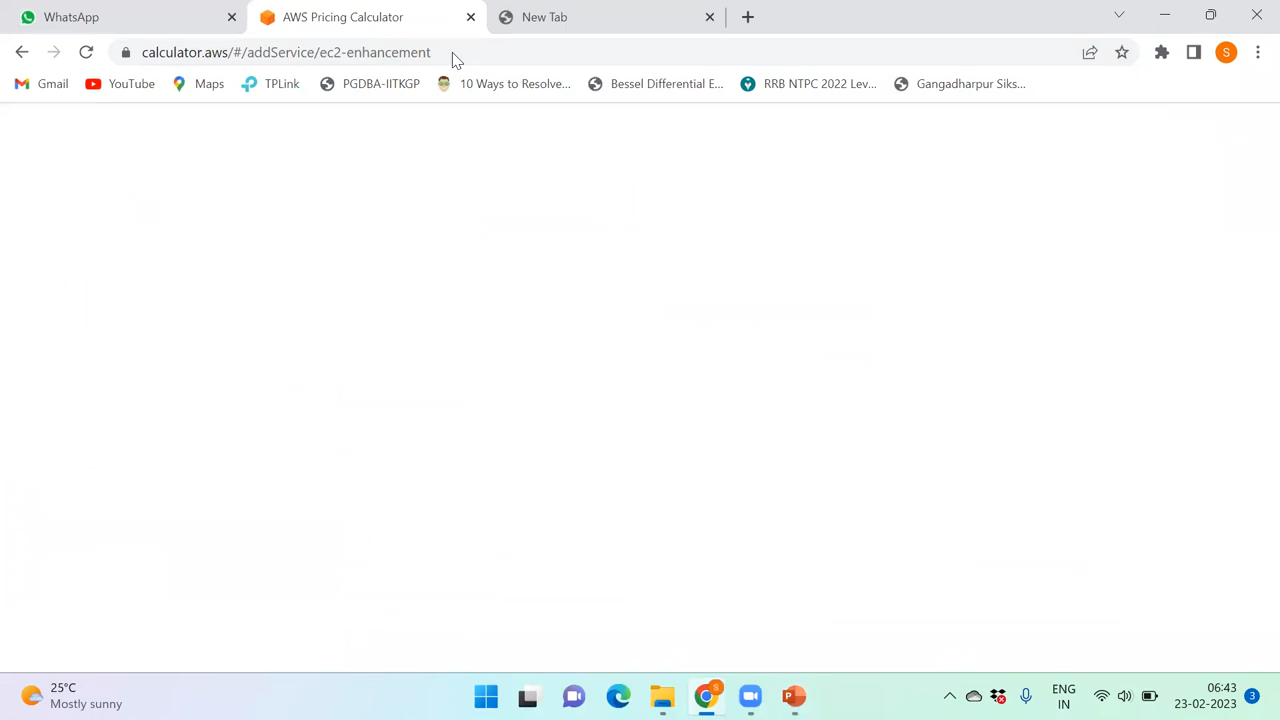 WhatsApp
AWS Pricing Calculator
New Tab
calculator.aws/#/addService/ec2-enhancement
S
Gmail
YouTube
Maps
TPLink
PGDBA-IITKGP
10 Ways to Resolve...
Bessel Differential E...
RRB NTPC 2022 Lev...
Gangadharpur Siks...
25°C
Mostly sunny
S
P
ENG
IN
06:43
23-02-2023
3